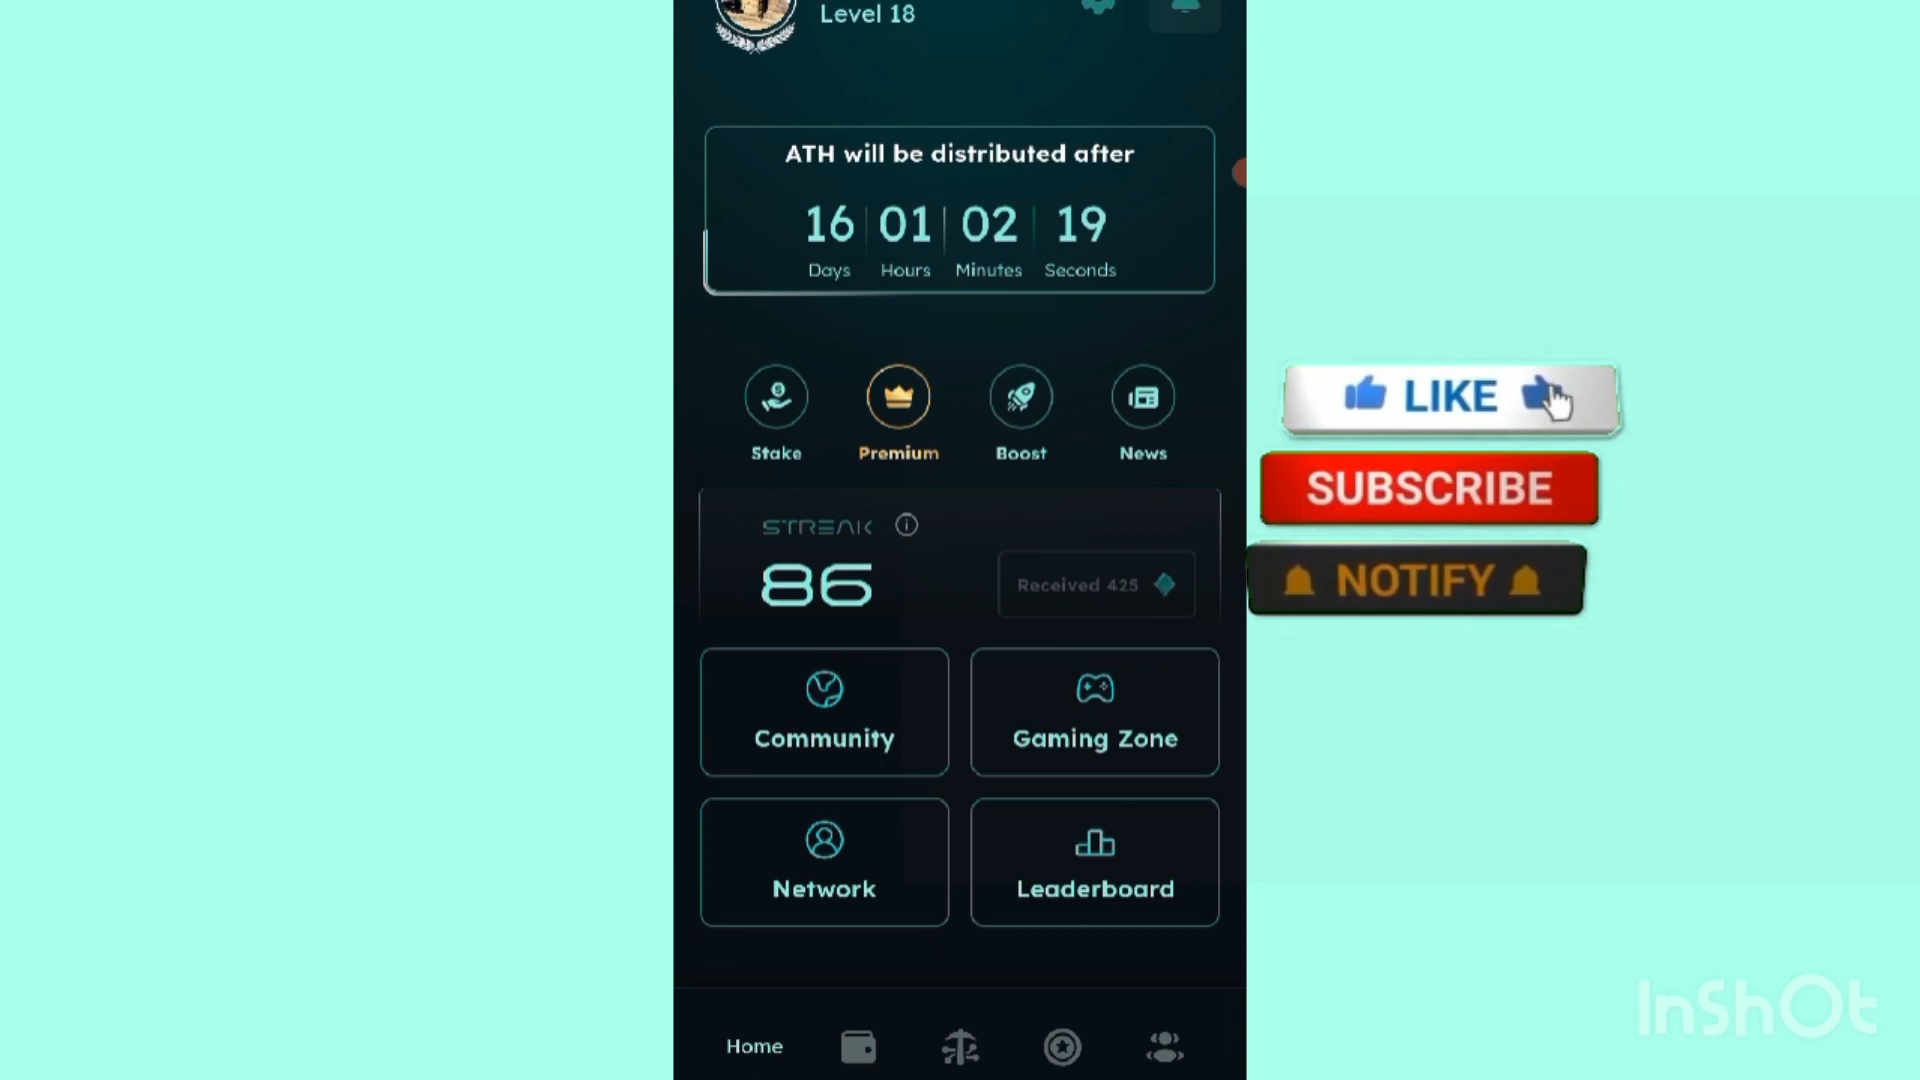 Level 18
ATH will be distributed after
16 01 02 19
Days Hours Minutes Seconds
Stake Premium Boost News
STREAK
86
Received 425
Community Gaming Zone
Network Leaderboard
Home
LIKE
SUBSCRIBE
NOTIFY
InShOt